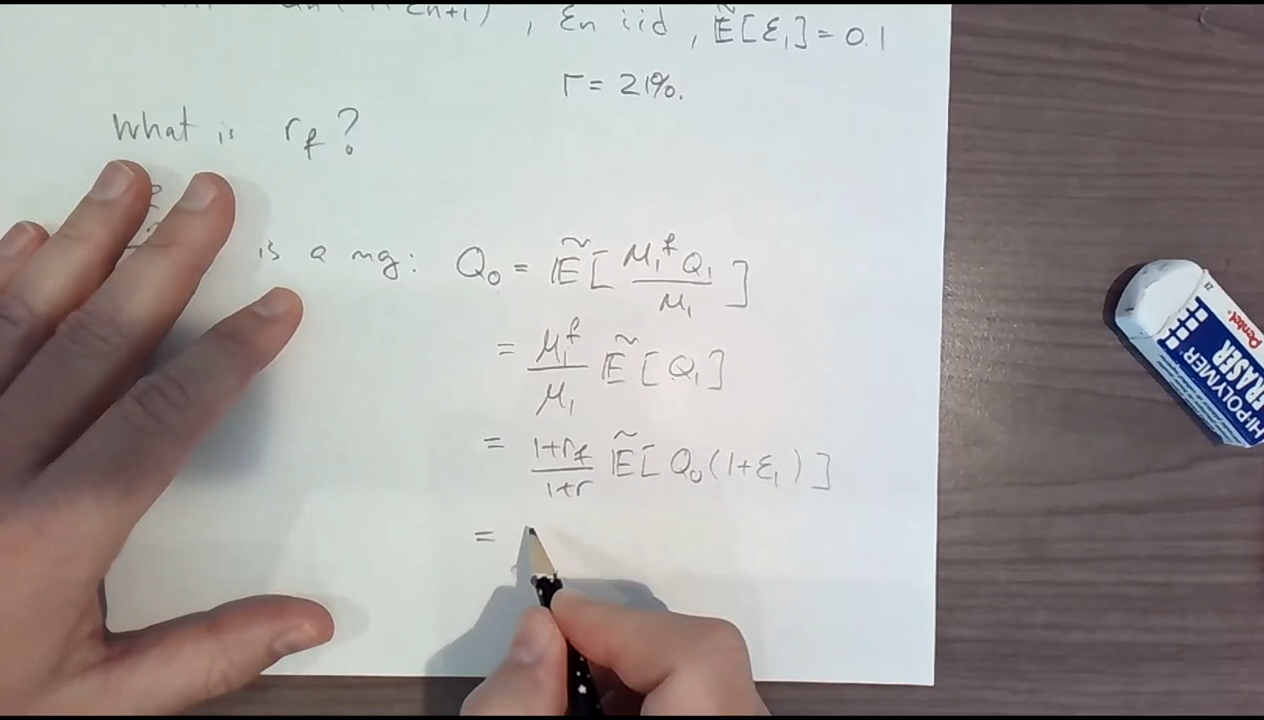 , εn iid , Ẽ[ε₁] = 0.1
r = 21%.
What is r_f?
is a mg: Q₀ = Ẽ[ M₁^f Q₁ / M₁ ]
= M₁^f / M₁ Ẽ[Q₁]
= 1+r_f / 1+r Ẽ[Q₀(1+ε₁)]
=
Pentel
HI-POLYMER
ERASER